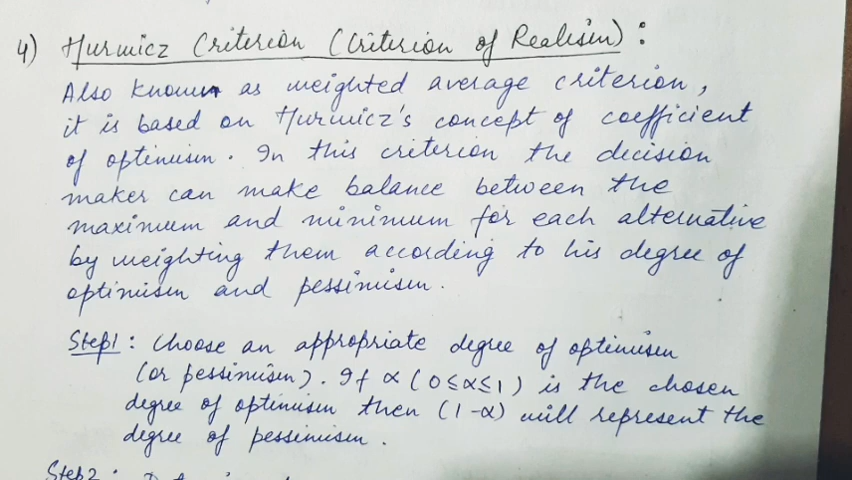 4) Hurwicz Criterion (Criterion of Realism) :
Also known as weighted average criterion,
it is based on Hurwicz's concept of coefficient
of optimism. In this criterion the decision
maker can make balance between the
maximum and minimum for each alternative
by weighting them according to his degree of
optimism and pessimism.
Step1 : Choose an appropriate degree of optimism
(or pessimism). If α (0≤α≤1) is the chosen
degree of optimism then (1-α) will represent the
degree of pessimism.
Step2 :